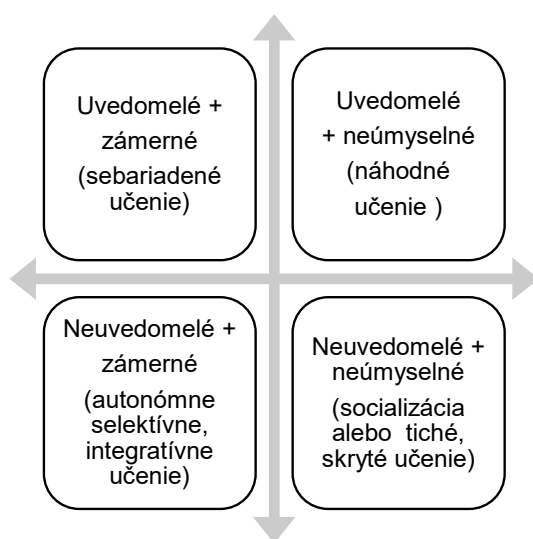 Uvedomelé +
zámerné
(sebariadené
učenie)
Uvedomelé
+ neúmyselné
(náhodné
učenie )
Neuvedomelé +
zámerné
(autonómne
selektívne,
integratívne
učenie)
Neuvedomelé +
neúmyselné
(socializácia
alebo tiché,
skryté učenie)